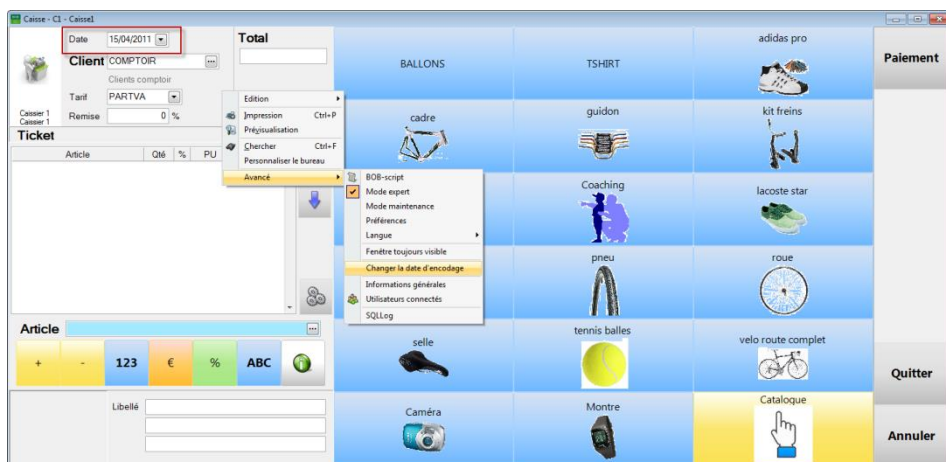 Caisse - C1 - Caisse1
Date 15/04/2011
Client COMPTOIR
Clients comptoir
Tarif PARTVA
Remise 0 %
Caissier 1
Caissier 1
Total
Ticket
Article Qté % PU
Edition
Impression Ctrl+P
Prévisualisation
Chercher Ctrl+F
Personnaliser le bureau
Avancé
BOB-script
Mode expert
Mode maintenance
Préférences
Langue
Fenêtre toujours visible
Changer la date d'encodage
Informations générales
Utilisateurs connectés
SQLLog
Article
+ - 123 € % ABC
Libellé
BALLONS TSHIRT adidas pro
cadre guidon kit freins
Coaching lacoste star
pneu roue
selle tennis balles velo route complet
Caméra Montre Catalogue
Paiement
Quitter
Annuler